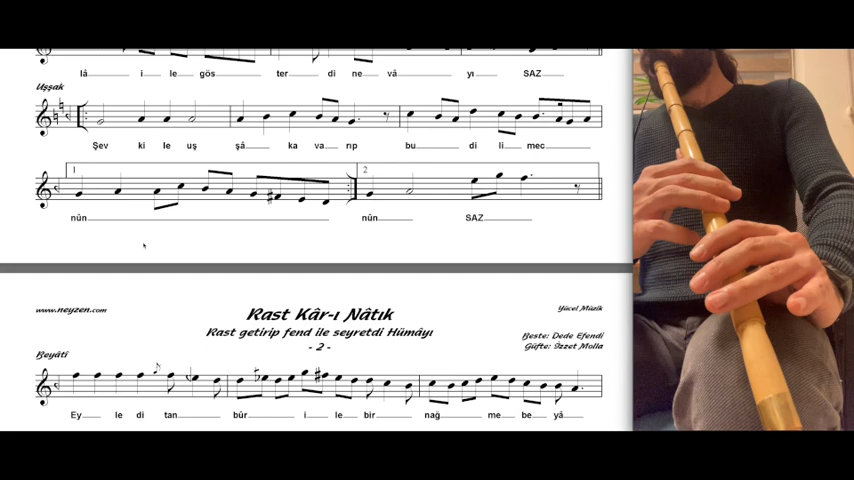 lâ i le gös ter di ne vâ yı SAZ
Uşşak
Şev ki le uş şâ ka va rıp bu di li mec
1 2
nûn nûn SAZ
www.neyzen.com
Rast Kâr-ı Nâtık
Yücel Müzik
Rast getirip fend ile seyretdi Hümâyı
- 2 -
Beste: Dede Efendi
Güfte: İzzet Molla
Beyâtî
Ey le di tan bûr i le bir nağ me be yâ